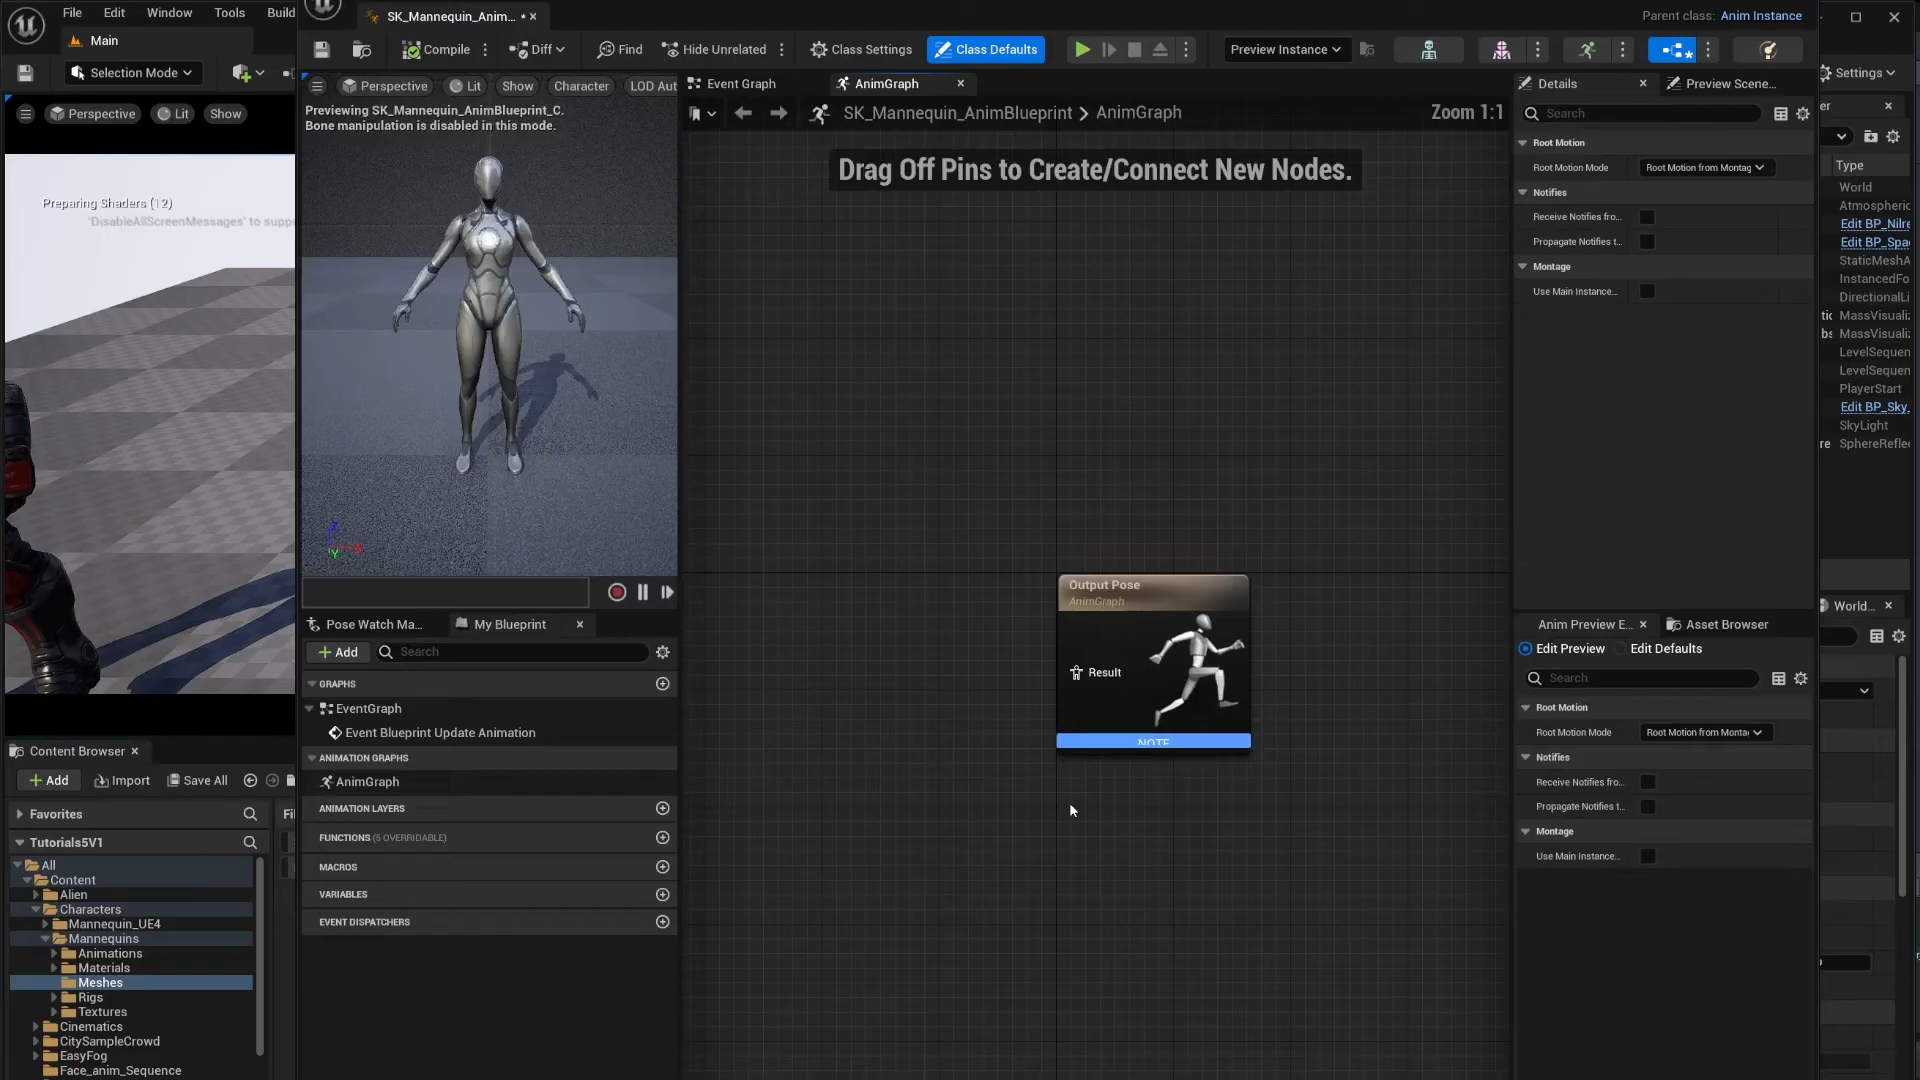 File Edit Window Tools Build
SK_Mannequin_Anim... •
Parent class: Anim Instance
Main
Compile Diff Find Hide Unrelated Class Settings Class Defaults Preview Instance
Selection Mode
Settings
Perspective Lit Show Character LOD Aut
Event Graph AnimGraph
Details Preview Scene...
Perspective Lit Show
Previewing SK_Mannequin_AnimBlueprint_C.
Bone manipulation is disabled in this mode.
SK_Mannequin_AnimBlueprint > AnimGraph Zoom 1:1
Search
Drag Off Pins to Create/Connect New Nodes.
Root Motion
Root Motion Mode Root Motion from Montag
Notifies
Receive Notifies fro...
Propagate Notifies t...
Montage
Use Main Instance...
Type
World
Atmospheric
Edit BP_Nilre
Edit BP_Spa
StaticMeshA
InstancedFo
DirectionalLi
MassVisualiz
MassVisualiz
LevelSequen
LevelSequen
PlayerStart
Edit BP_Sky_
SkyLight
SphereReflec
Preparing Shaders (12)
'DisableAllScreenMessages' to supp
Z
Y
Output Pose
AnimGraph
Result
NOTE
Pose Watch Ma... My Blueprint
Add Search
GRAPHS
EventGraph
Event Blueprint Update Animation
ANIMATION GRAPHS
AnimGraph
ANIMATION LAYERS
FUNCTIONS (5 OVERRIDABLE)
MACROS
VARIABLES
EVENT DISPATCHERS
Anim Preview E... Asset Browser
World...
Edit Preview Edit Defaults
Search
Root Motion
Root Motion Mode Root Motion from Montag
Notifies
Receive Notifies fro...
Propagate Notifies t...
Montage
Use Main Instance...
Content Browser
Add Import Save All
Favorites
Tutorials5V1
All
Content
Alien
Characters
Mannequin_UE4
Mannequins
Animations
Materials
Meshes
Rigs
Textures
Cinematics
CitySampleCrowd
EasyFog
Face_anim_Sequence